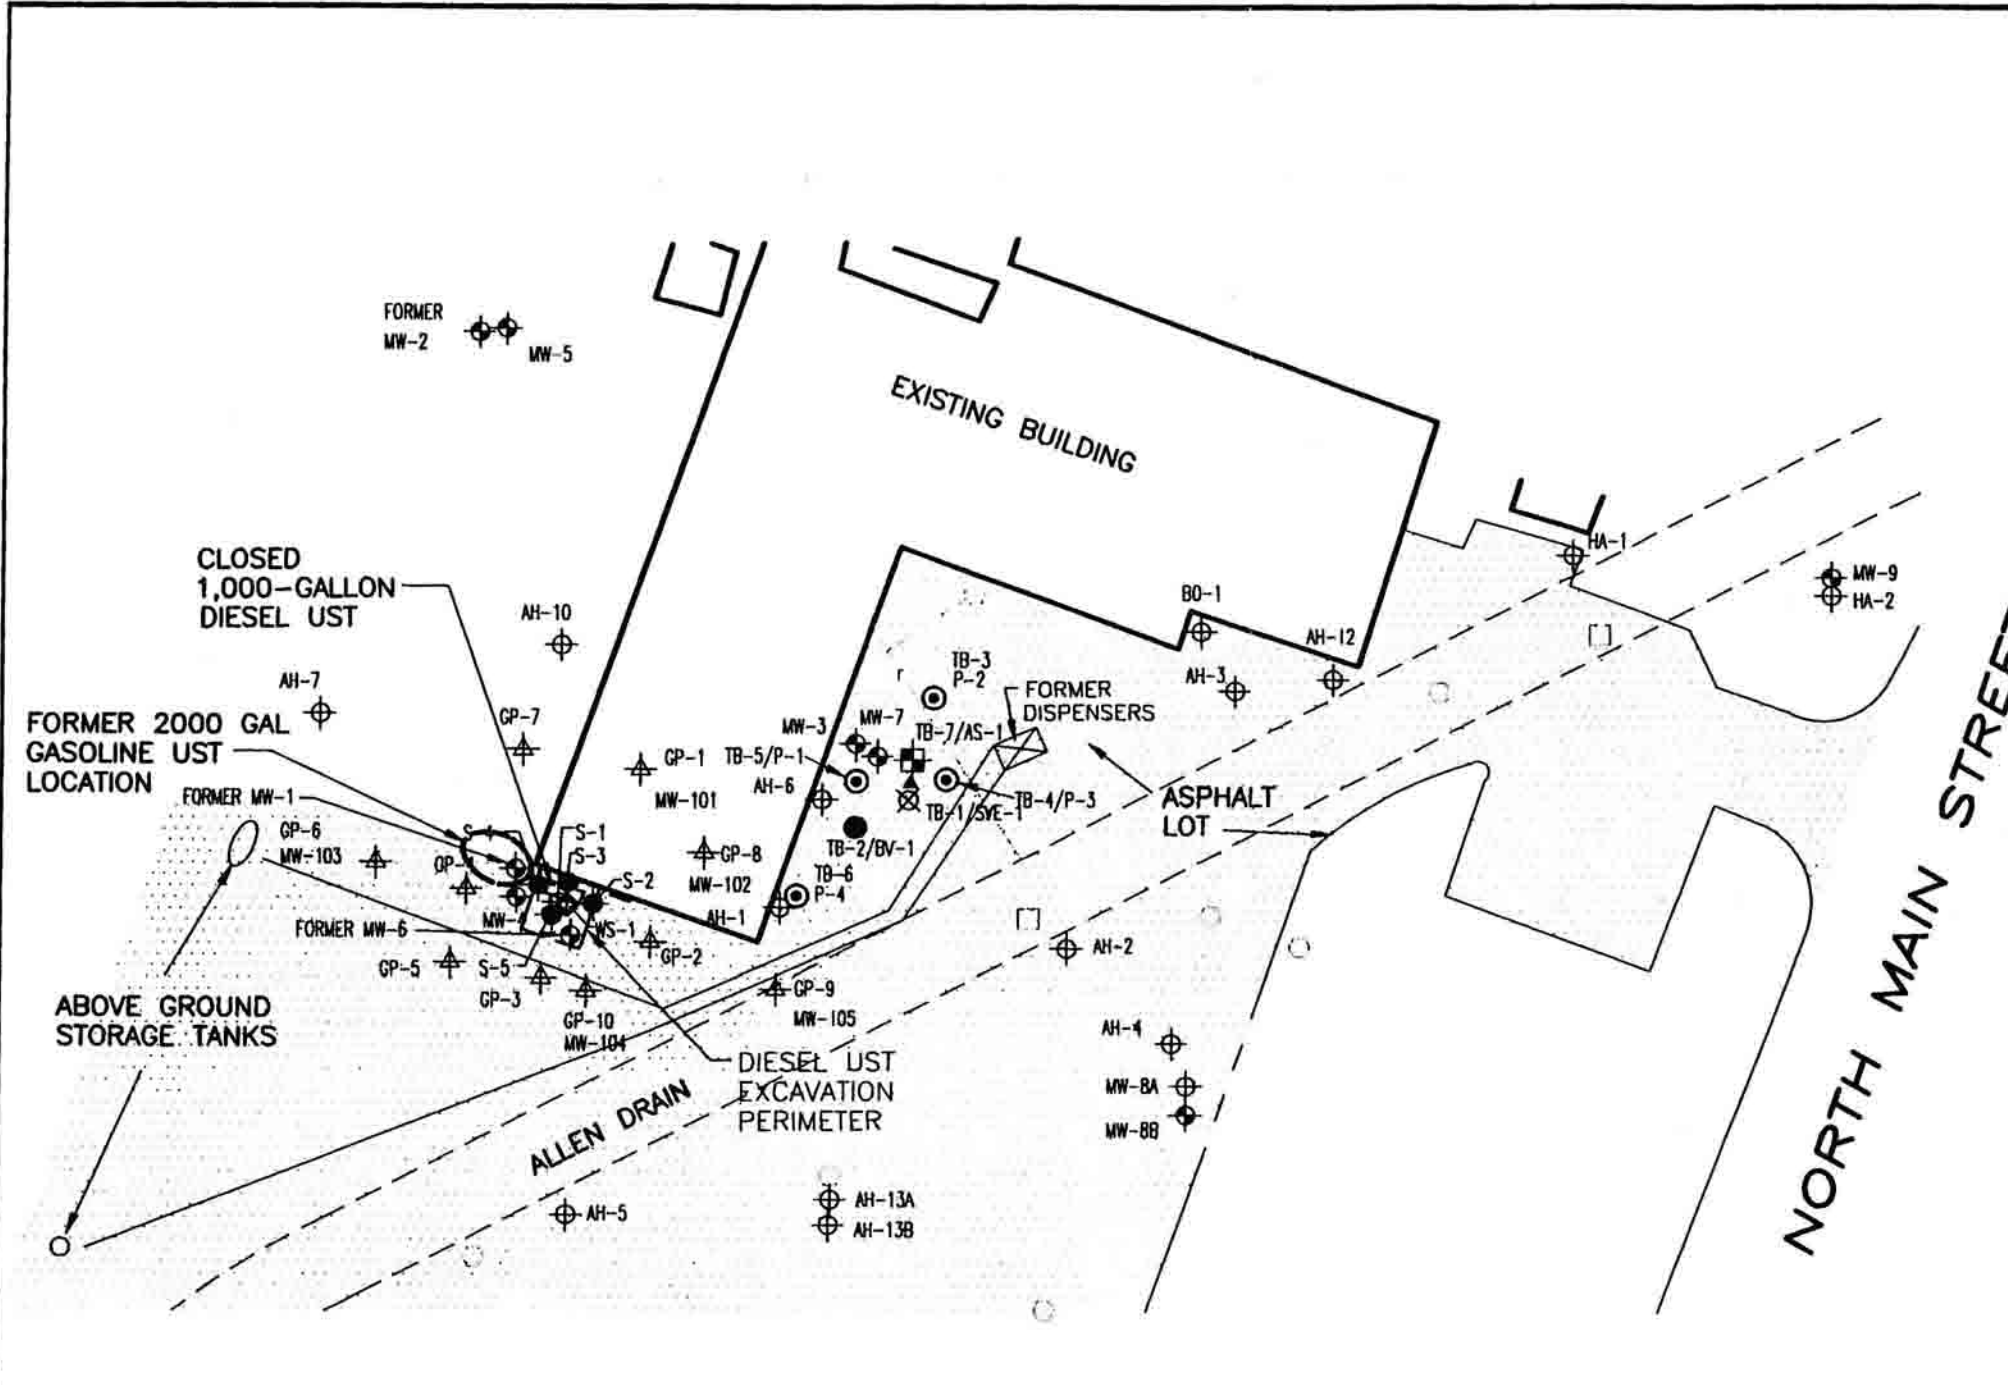 FORMER
MW-2
MW-5
EXISTING BUILDING
CLOSED
1,000-GALLON
DIESEL UST
AH-10
AH-7
GP-7
FORMER 2000 GAL
GASOLINE UST
LOCATION
FORMER MW-1
GP-6
MW-103
S-1
S-3
S-2
GP-1
MW-101
GP-8
MW-102
AH-1
WS-1
FORMER MW-6
GP-5
S-5
GP-3
GP-2
GP-10
MW-104
GP-9
MW-105
ABOVE GROUND
STORAGE TANKS
DIESEL UST
EXCAVATION
PERIMETER
ALLEN DRAIN
AH-5
AH-13A
AH-13B
TB-3
P-2
FORMER
DISPENSERS
MW-3
MW-7
TB-7/AS-1
TB-5/P-1
AH-6
TB-4/P-3
TB-1/SVE-1
TB-2/BV-1
TB-6
P-4
BO-1
AH-3
AH-12
HA-1
MW-9
HA-2
ASPHALT
LOT
AH-2
AH-4
MW-8A
MW-8B
NORTH MAIN STREET